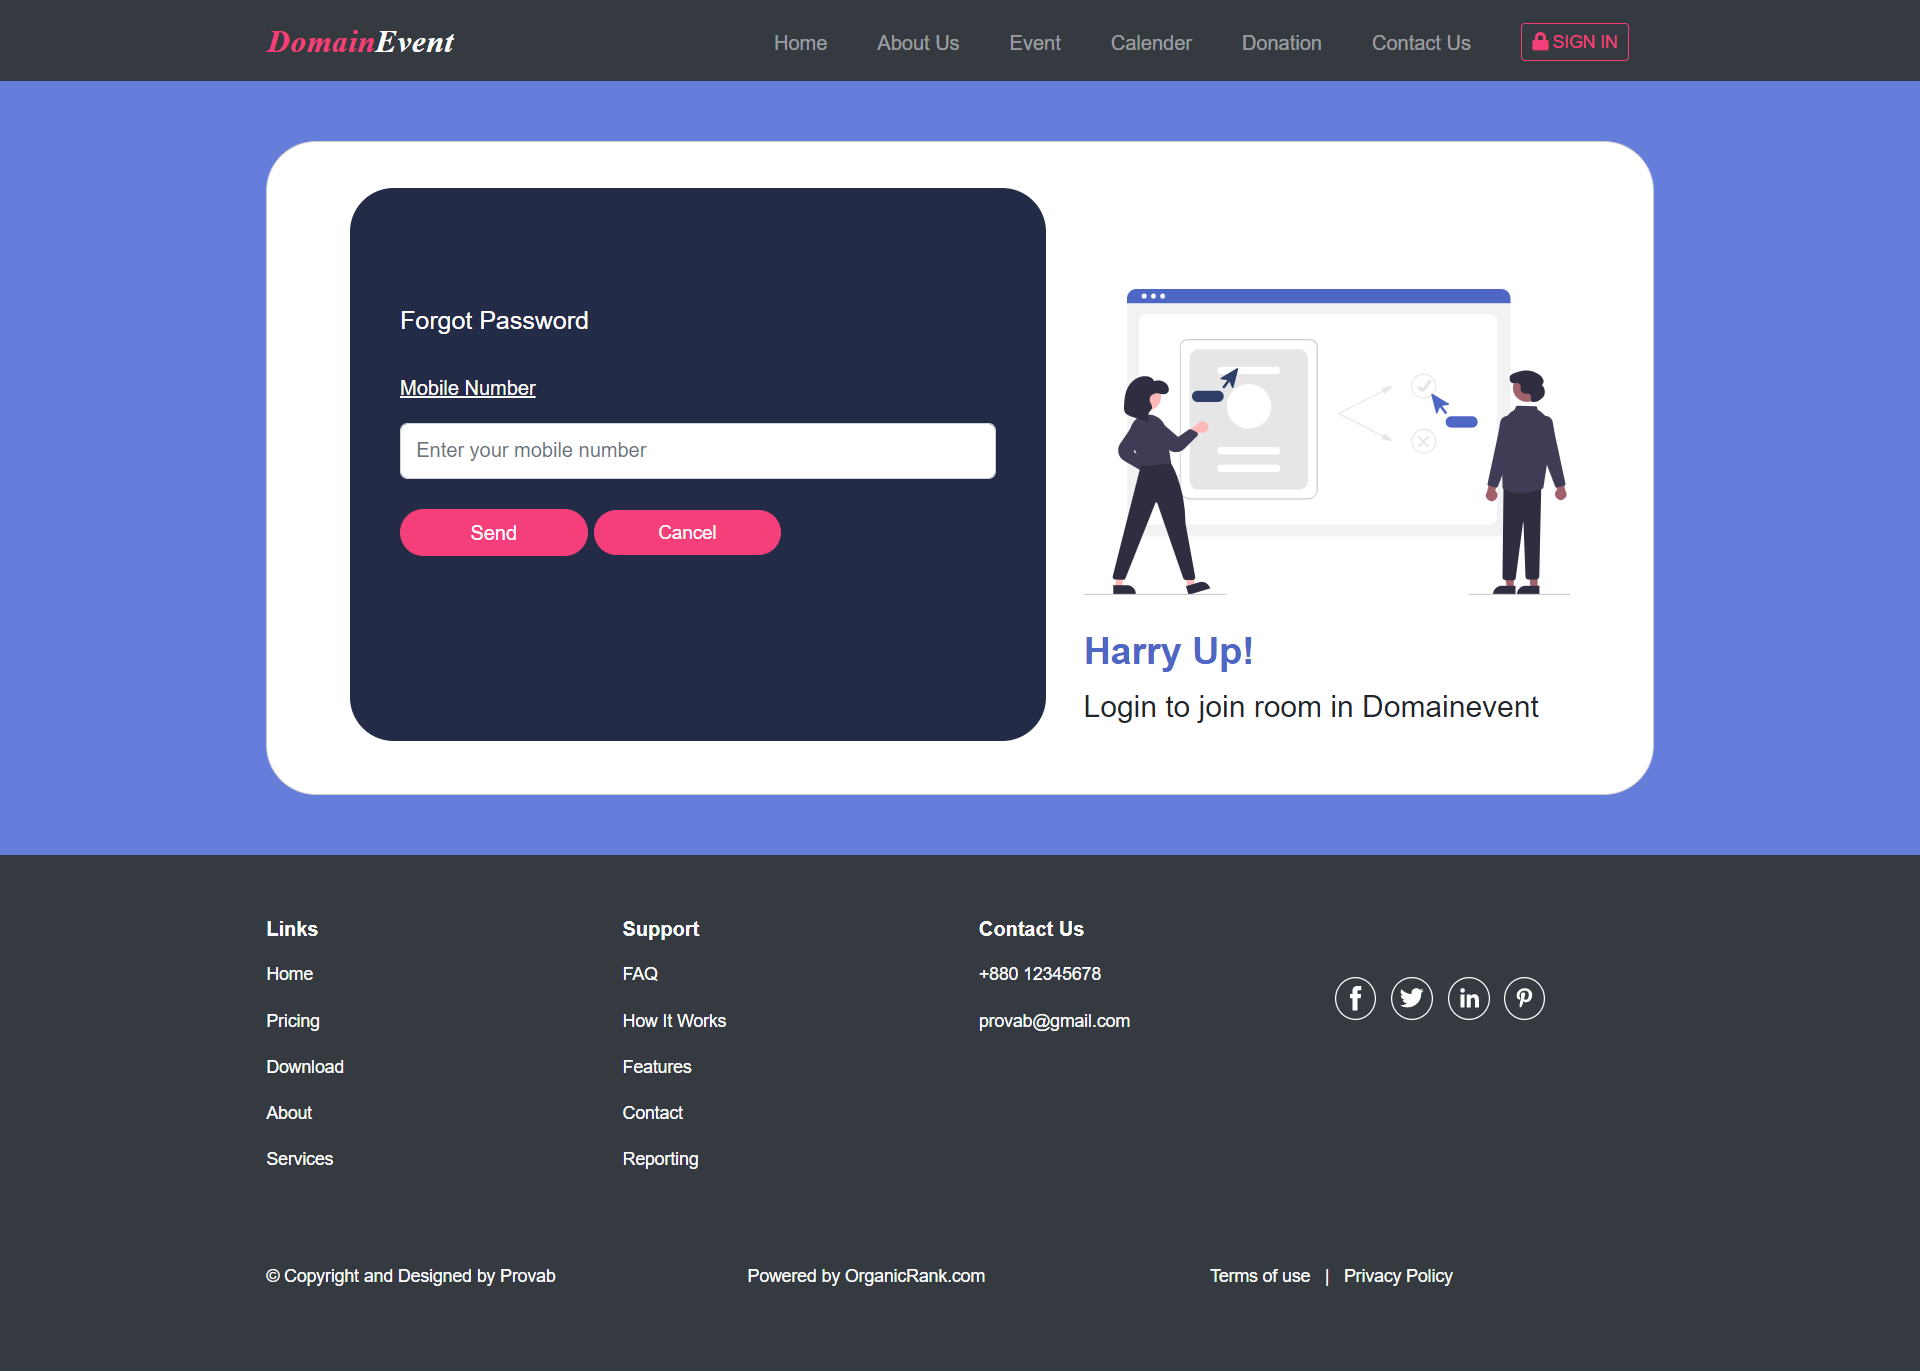 DomainEvent
Home About Us Event Calender Donation Contact Us SIGN IN
Forgot Password
Mobile Number
Enter your mobile number
Send Cancel
Harry Up!
Login to join room in Domainevent
Links
Home
Pricing
Download
About
Services
Support
FAQ
How It Works
Features
Contact
Reporting
Contact Us
+880 12345678
provab@gmail.com
© Copyright and Designed by Provab
Powered by OrganicRank.com
Terms of use | Privacy Policy